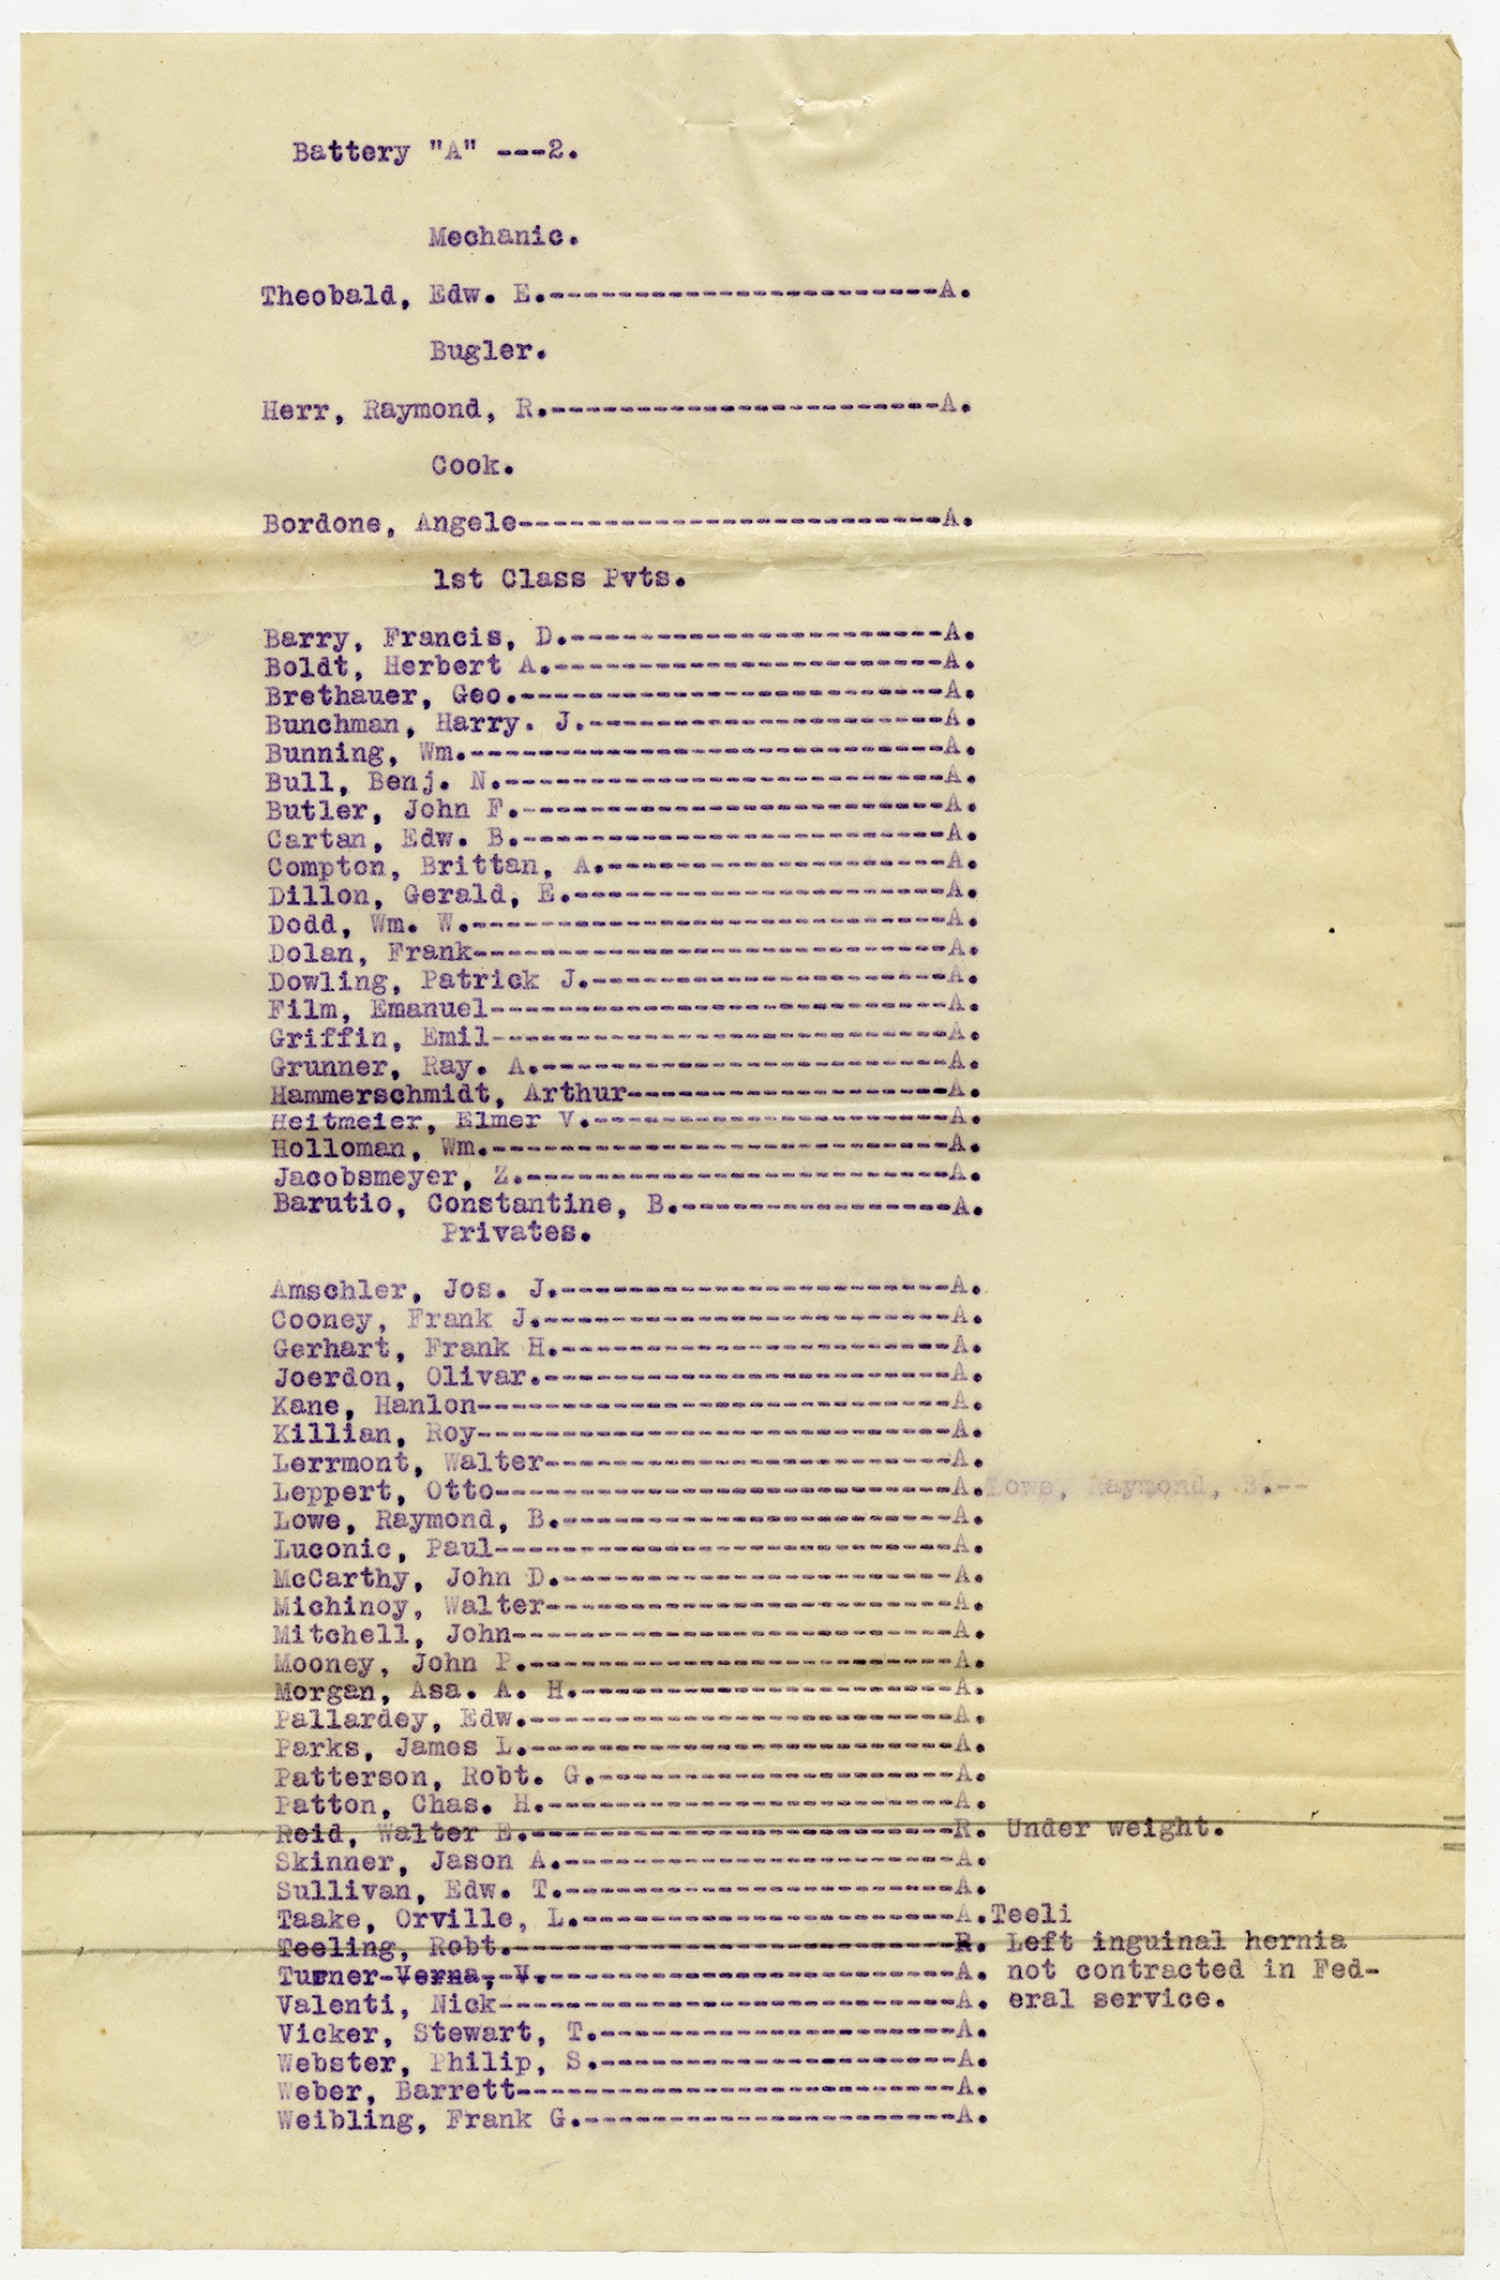 Battery "A" ---2.
Mechanic.
Theobald, Edw. E.-----------------------A.
Bugler.
Herr, Raymond, R.-----------------------A.
Cook.
Bordone, Angele-------------------------A.
1st Class Pvts.
Barry, Francis, D.----------------------A.
Boldt, Herbert A.-----------------------A.
Brethauer, Geo.-------------------------A.
Bunchman, Harry. J.---------------------A.
Bunning, Wm.----------------------------A.
Bull, Benj. N.--------------------------A.
Butler, John F.-------------------------A.
Cartan, Edw. B.-------------------------A.
Compton, Brittan, A.--------------------A.
Dillon, Gerald, E.----------------------A.
Dodd, Wm. W.----------------------------A.
Dolan, Frank----------------------------A.
Dowling, Patrick J.---------------------A.
Film, Emanuel---------------------------A.
Griffin, Emil---------------------------A.
Grunner, Ray. A.------------------------A.
Hammerschmidt, Arthur-------------------A.
Heitmeier, Elmer V.---------------------A.
Holloman, Wm.---------------------------A.
Jacobsmeyer, Z.-------------------------A.
Barutio, Constantine, B.----------------A.
Privates.
Amschler, Jos. J.-----------------------A.
Cooney, Frank J.------------------------A.
Gerhart, Frank H.-----------------------A.
Joerdon, Olivar.------------------------A.
Kane, Hanlon----------------------------A.
Killian, Roy----------------------------A.
Lerrmont, Walter------------------------A.
Leppert, Otto---------------------------A.Lowe, Raymond, B.--
Lowe, Raymond, B.-----------------------A.
Luconic, Paul---------------------------A.
McCarthy, John D.-----------------------A.
Michinoy, Walter------------------------A.
Mitchell, John--------------------------A.
Mooney, John P.-------------------------A.
Morgan, Asa. A. H.----------------------A.
Pallardey, Edw.-------------------------A.
Parks, James L.-------------------------A.
Patterson, Robt. G.---------------------A.
Patton, Chas. H.------------------------A.
Reid, Walter E.-------------------------R. Under weight.
Skinner, Jason A.-----------------------A.
Sullivan, Edw. T.-----------------------A.
Taake, Orville, L.----------------------A.Teeli
Teeling, Robt.--------------------------R. Left inguinal hernia
Turner-Verna,-V.------------------------A. not contracted in Fed-
Valenti, Nick---------------------------A. eral service.
Vicker, Stewart, T.---------------------A.
Webster, Philip, S.---------------------A.
Weber, Barrett--------------------------A.
Weibling, Frank G.----------------------A.